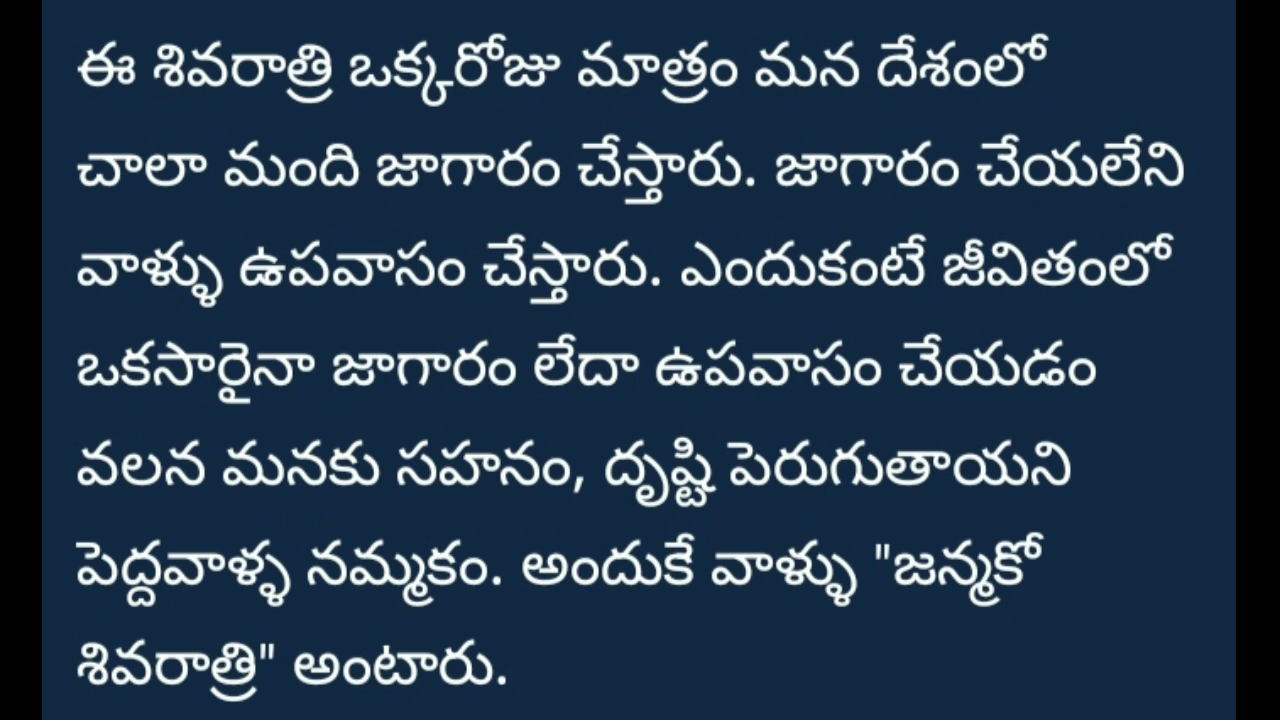 ఈ శివరాత్రి ఒక్కరోజు మాత్రం మన దేశంలో
చాలా మంది జాగారం చేస్తారు. జాగారం చేయలేని
వాళ్ళు ఉపవాసం చేస్తారు. ఎందుకంటే జీవితంలో
ఒకసారైనా జాగారం లేదా ఉపవాసం చేయడం
వలన మనకు సహనం, దృష్టి పెరుగుతాయని
పెద్దవాళ్ళ నమ్మకం. అందుకే వాళ్ళు "జన్మకో
శివరాత్రి" అంటారు.